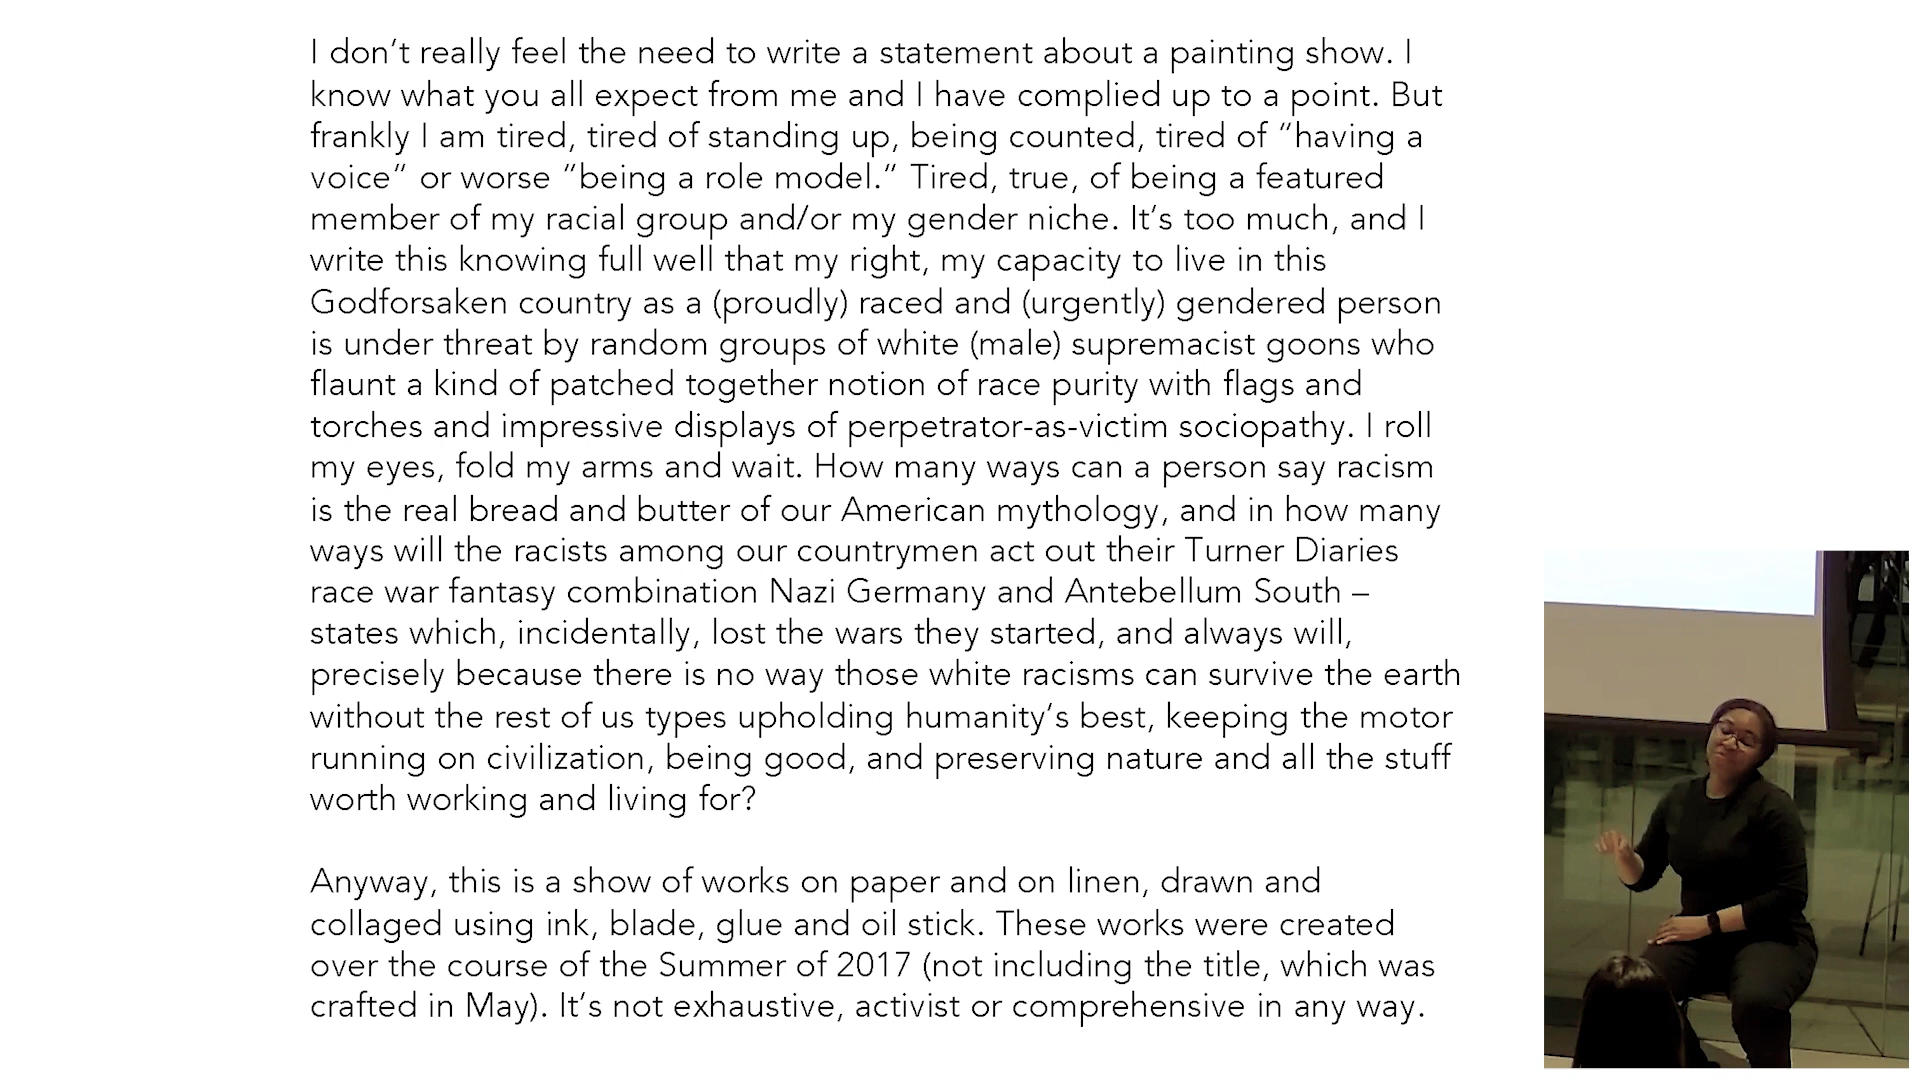 I don’t really feel the need to write a statement about a painting show. I
know what you all expect from me and I have complied up to a point. But
frankly I am tired, tired of standing up, being counted, tired of “having a
voice” or worse “being a role model.” Tired, true, of being a featured
member of my racial group and/or my gender niche. It’s too much, and I
write this knowing full well that my right, my capacity to live in this
Godforsaken country as a (proudly) raced and (urgently) gendered person
is under threat by random groups of white (male) supremacist goons who
flaunt a kind of patched together notion of race purity with flags and
torches and impressive displays of perpetrator-as-victim sociopathy. I roll
my eyes, fold my arms and wait. How many ways can a person say racism
is the real bread and butter of our American mythology, and in how many
ways will the racists among our countrymen act out their Turner Diaries
race war fantasy combination Nazi Germany and Antebellum South –
states which, incidentally, lost the wars they started, and always will,
precisely because there is no way those white racisms can survive the earth
without the rest of us types upholding humanity’s best, keeping the motor
running on civilization, being good, and preserving nature and all the stuff
worth working and living for?
Anyway, this is a show of works on paper and on linen, drawn and
collaged using ink, blade, glue and oil stick. These works were created
over the course of the Summer of 2017 (not including the title, which was
crafted in May). It’s not exhaustive, activist or comprehensive in any way.